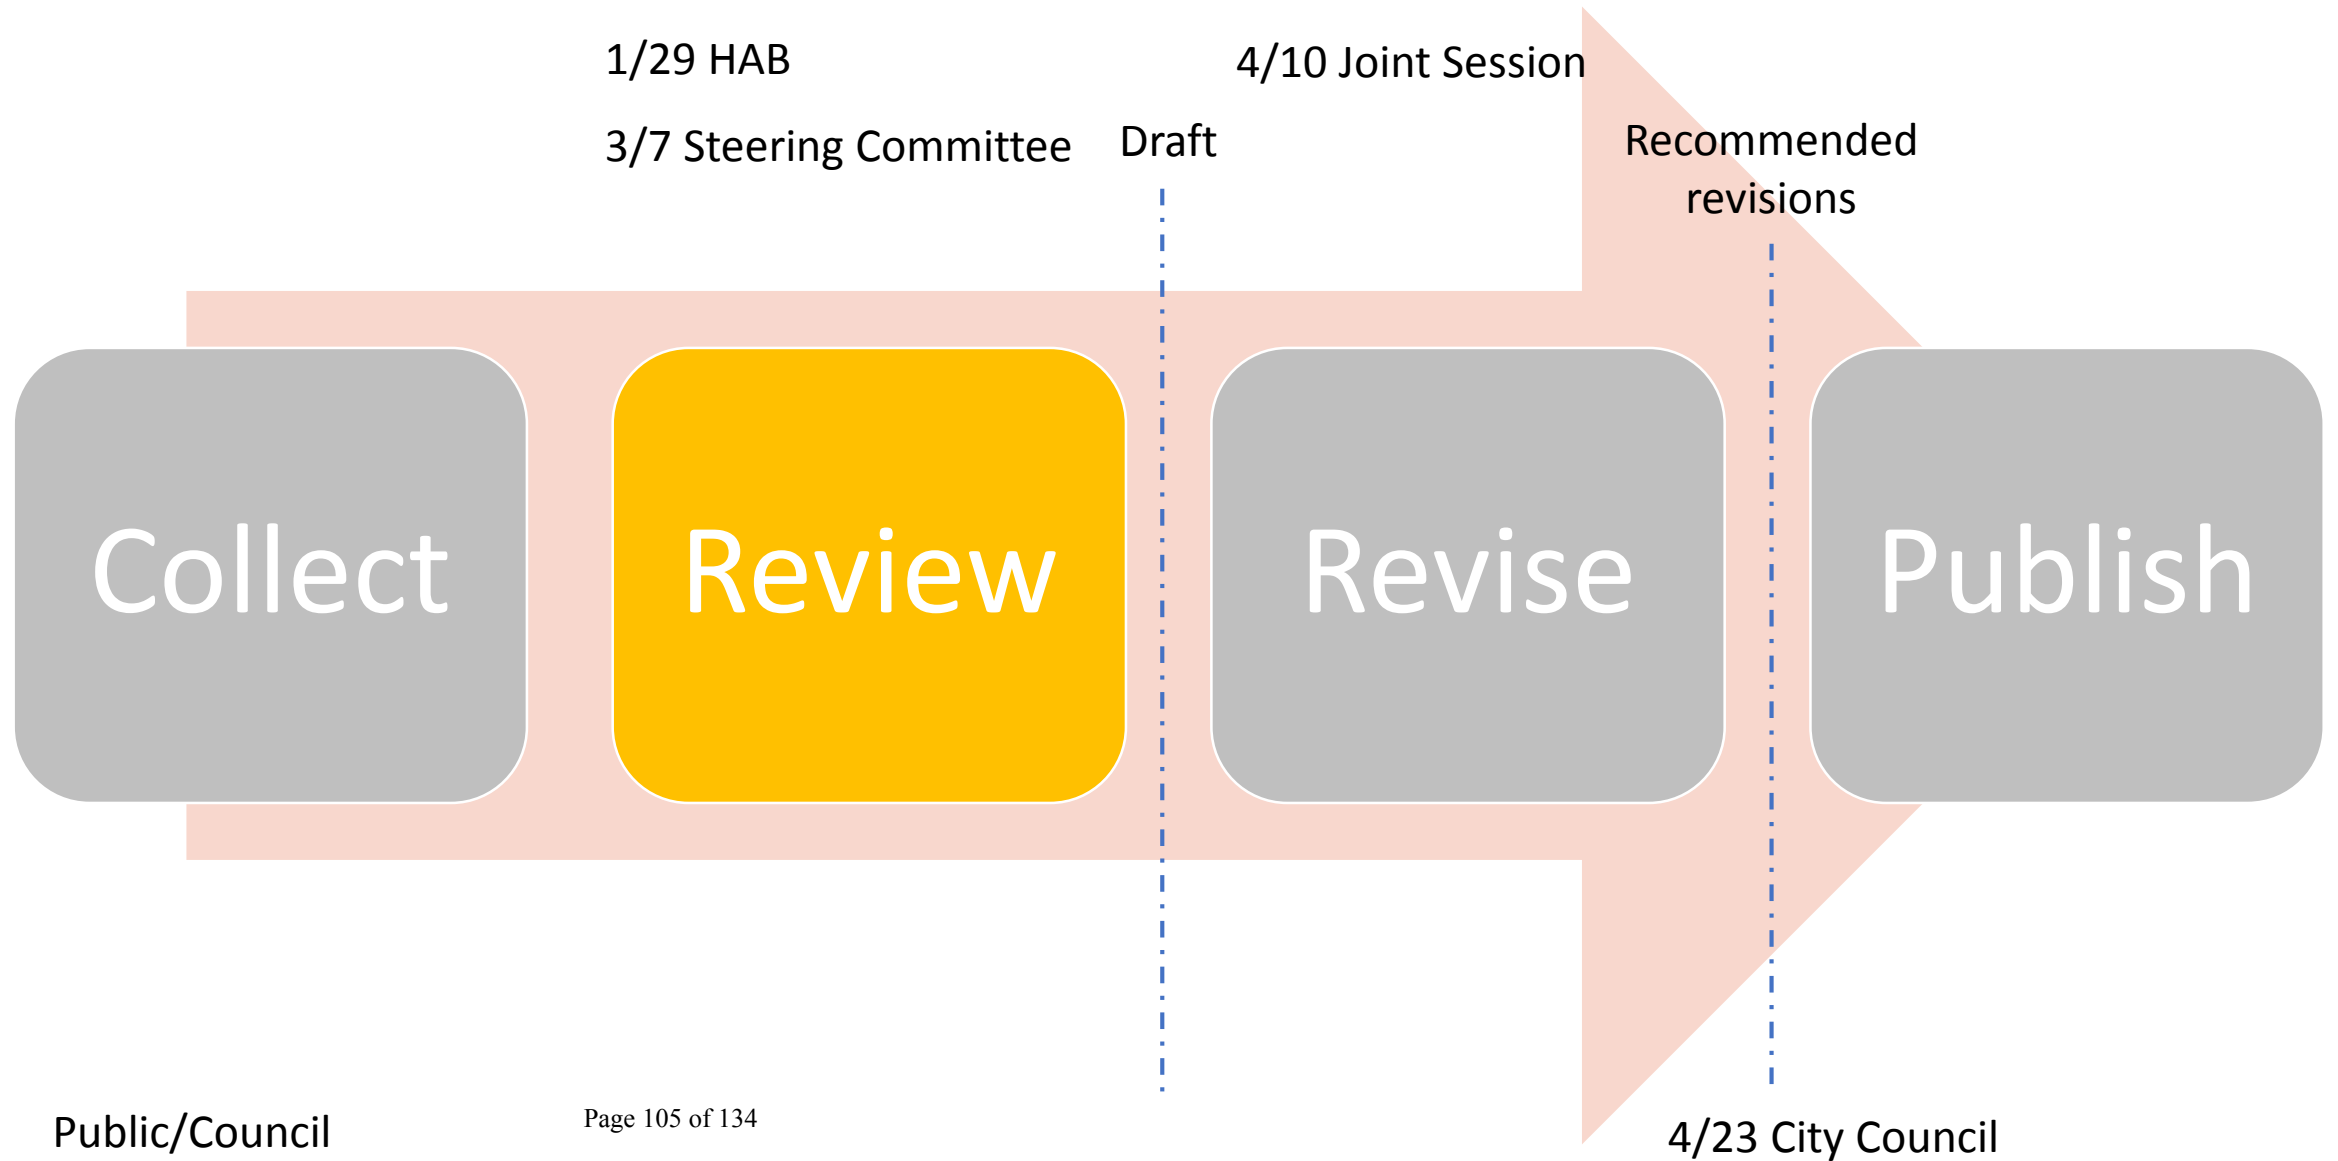 1/29 HAB
3/7 Steering Committee
Draft
4/10 Joint Session
Recommended
revisions
Collect
Review
Revise
Publish
Public/Council
Page 105 of 134
4/23 City Council